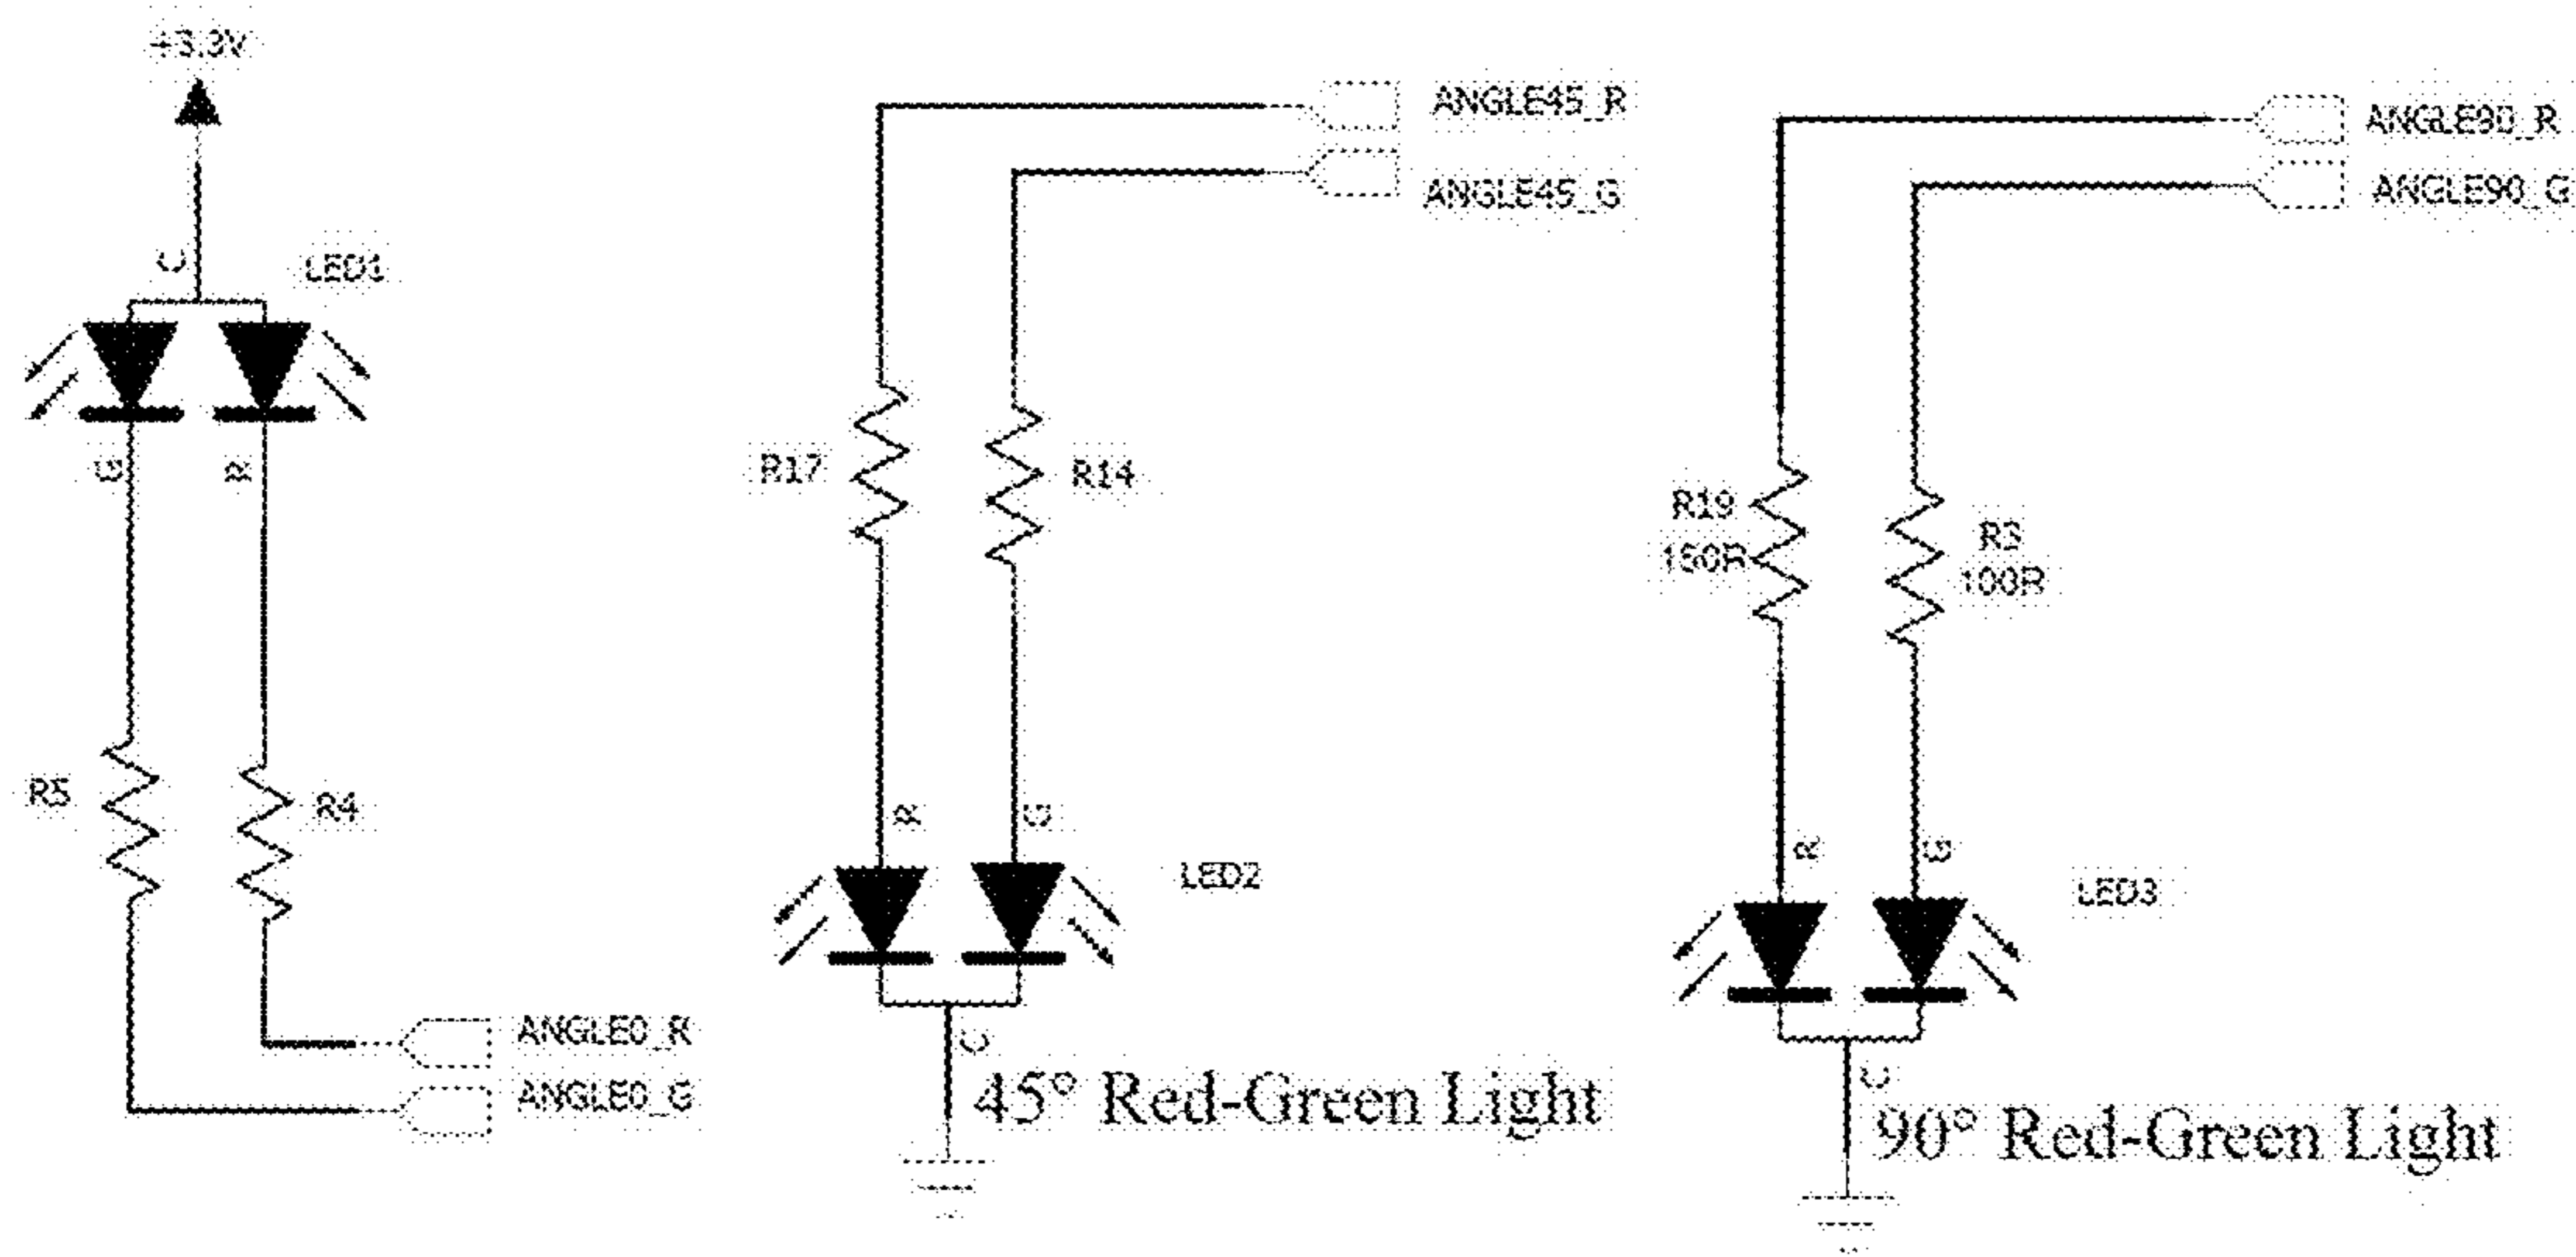 +3.3V
C
LED1
G
R
R5
R4
ANGLE0_R
ANGLE0_G
ANGLE45_R
ANGLE45_G
R17
R14
R
G
LED2
C
45° Red-Green Light
ANGLE90_R
ANGLE90_G
R19
150R
R3
100R
R
G
LED3
C
90° Red-Green Light